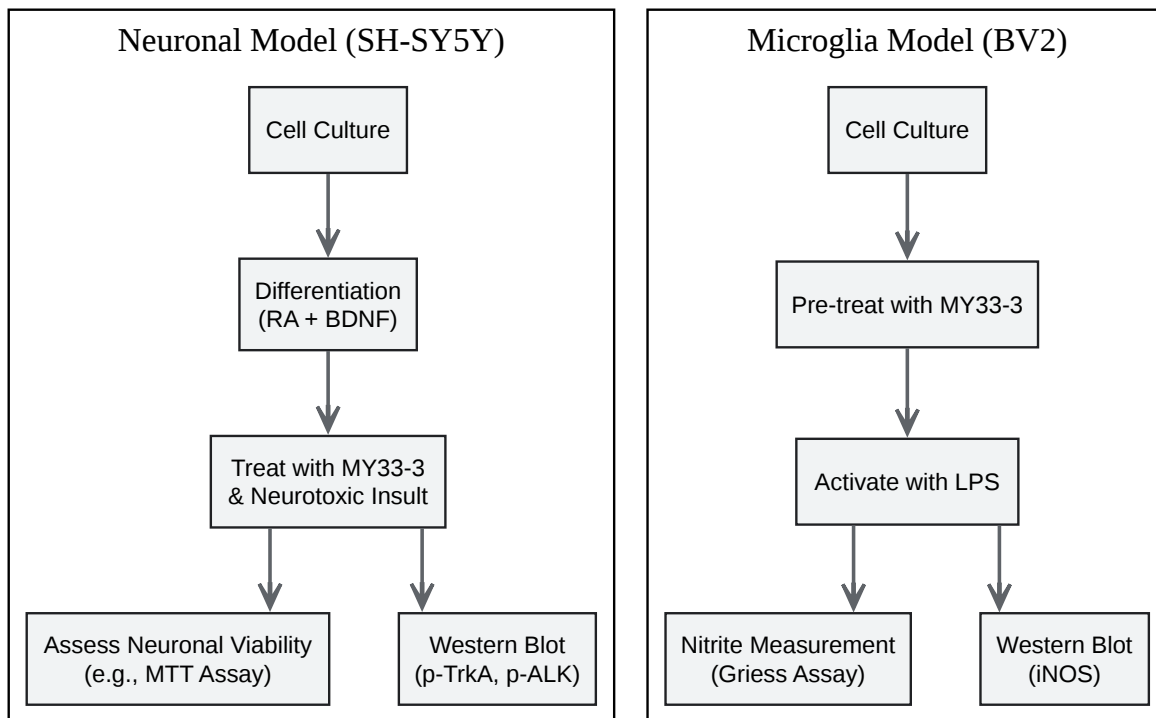 Neuronal Model (SH-SY5Y)
Cell Culture
Differentiation
(RA + BDNF)
Treat with MY33-3
& Neurotoxic Insult
Assess Neuronal Viability
(e.g., MTT Assay)
Western Blot
(p-TrkA, p-ALK)
Microglia Model (BV2)
Cell Culture
Pre-treat with MY33-3
Activate with LPS
Nitrite Measurement
(Griess Assay)
Western Blot
(iNOS)